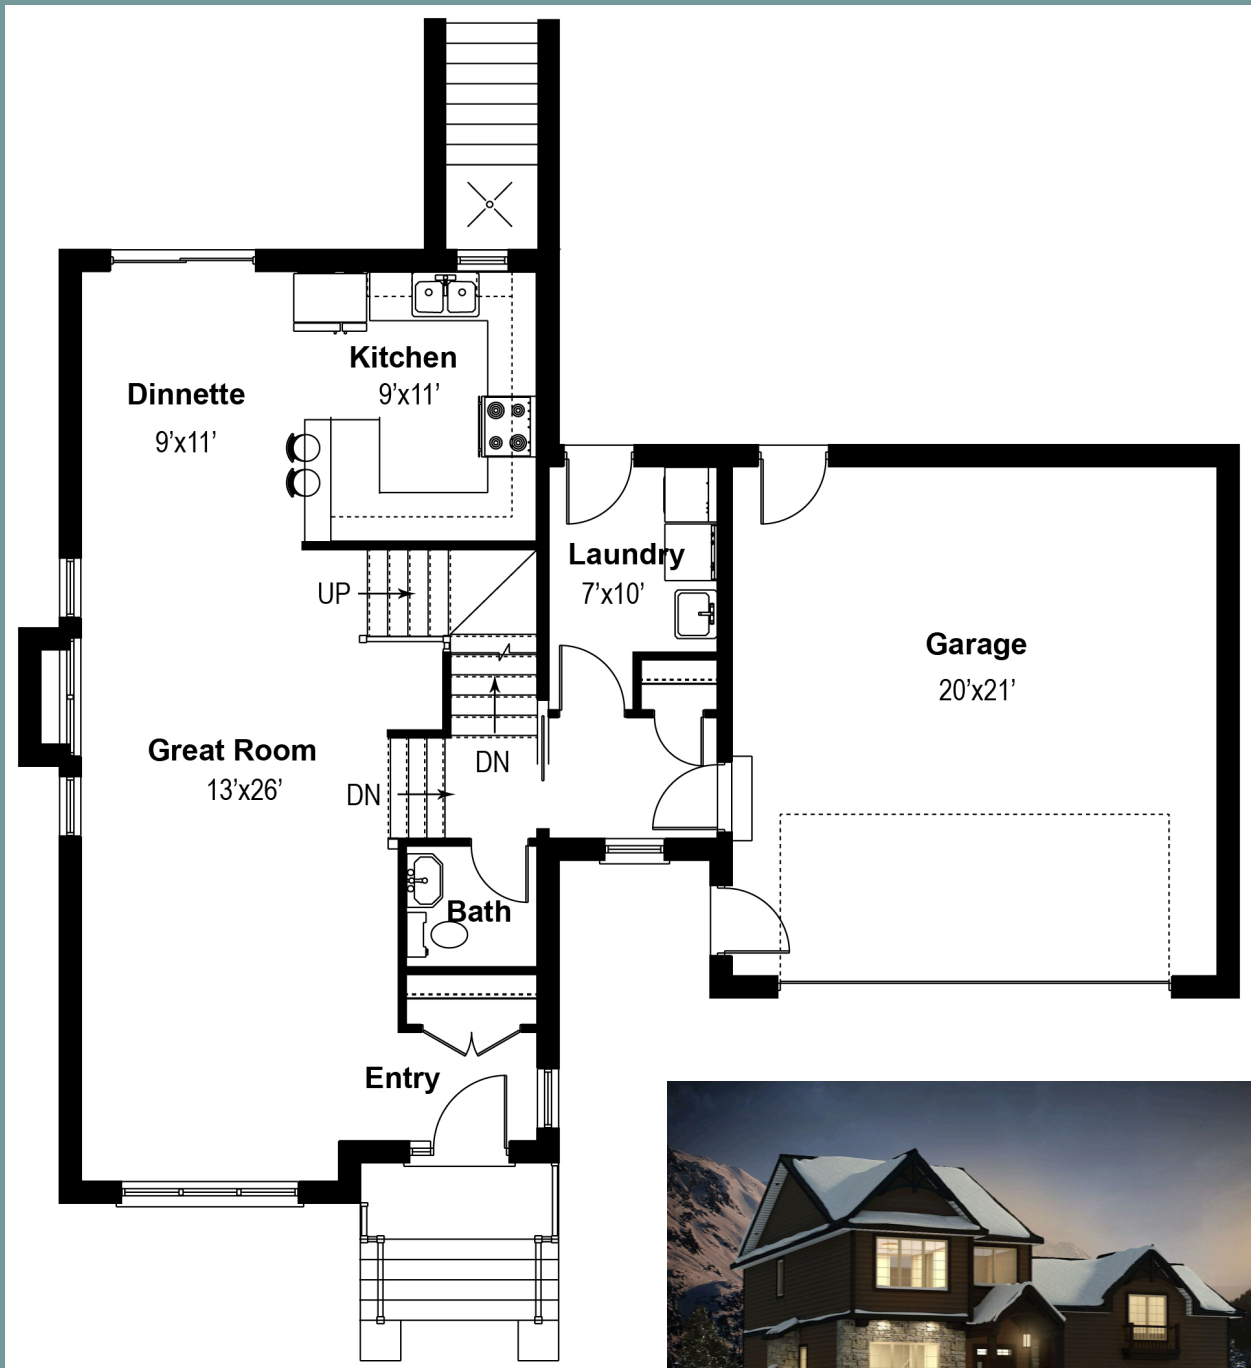 Kitchen
9'x11'
Dinnette
9'x11'
Laundry
7'x10'
UP
Garage
20'x21'
Great Room
13'x26'
DN
DN
Bath
Entry